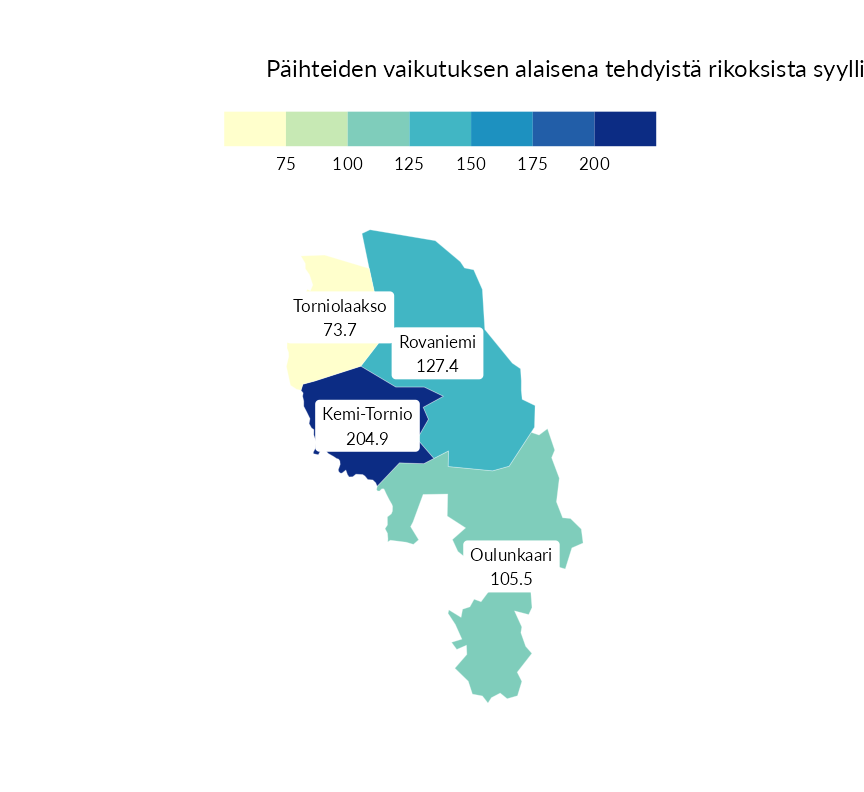 Päihteiden vaikutuksen alaisena tehdyistä rikoksista syylli
75 100 125 150 175 200
Torniolaakso
73.7
Rovaniemi
127.4
Kemi-Tornio
204.9
Oulunkaari
105.5